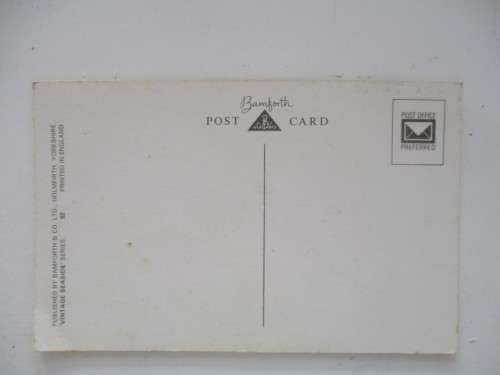 Bamforth
POST CARD
POST OFFICE
PREFERRED
PUBLISHED BY BAMFORTH & CO. LTD. HOLMFIRTH, YORKSHIRE
'VINTAGE SEASIDE' SERIES
PRINTED IN ENGLAND